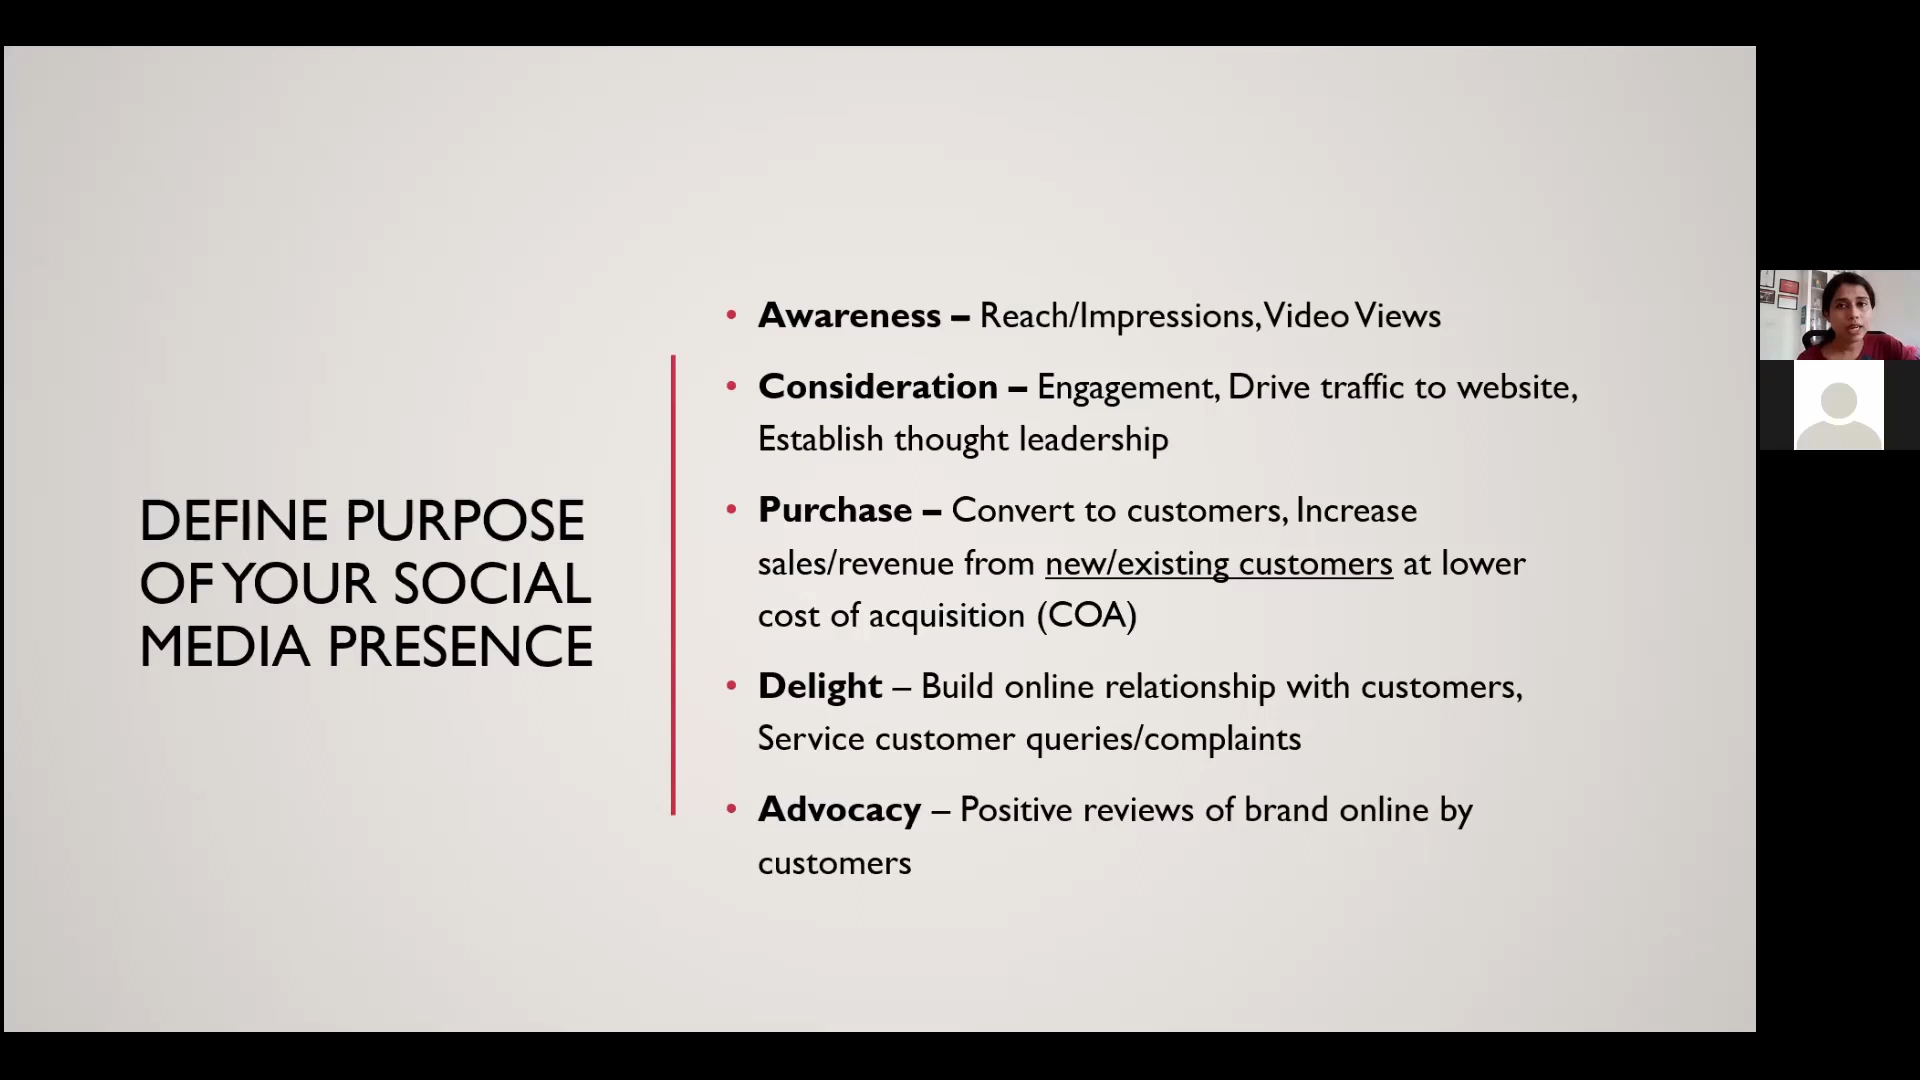 DEFINE PURPOSE
OF YOUR SOCIAL
MEDIA PRESENCE
• Awareness – Reach/Impressions, Video Views
• Consideration – Engagement, Drive traffic to website,
Establish thought leadership
• Purchase – Convert to customers, Increase
sales/revenue from new/existing customers at lower
cost of acquisition (COA)
• Delight – Build online relationship with customers,
Service customer queries/complaints
• Advocacy – Positive reviews of brand online by
customers